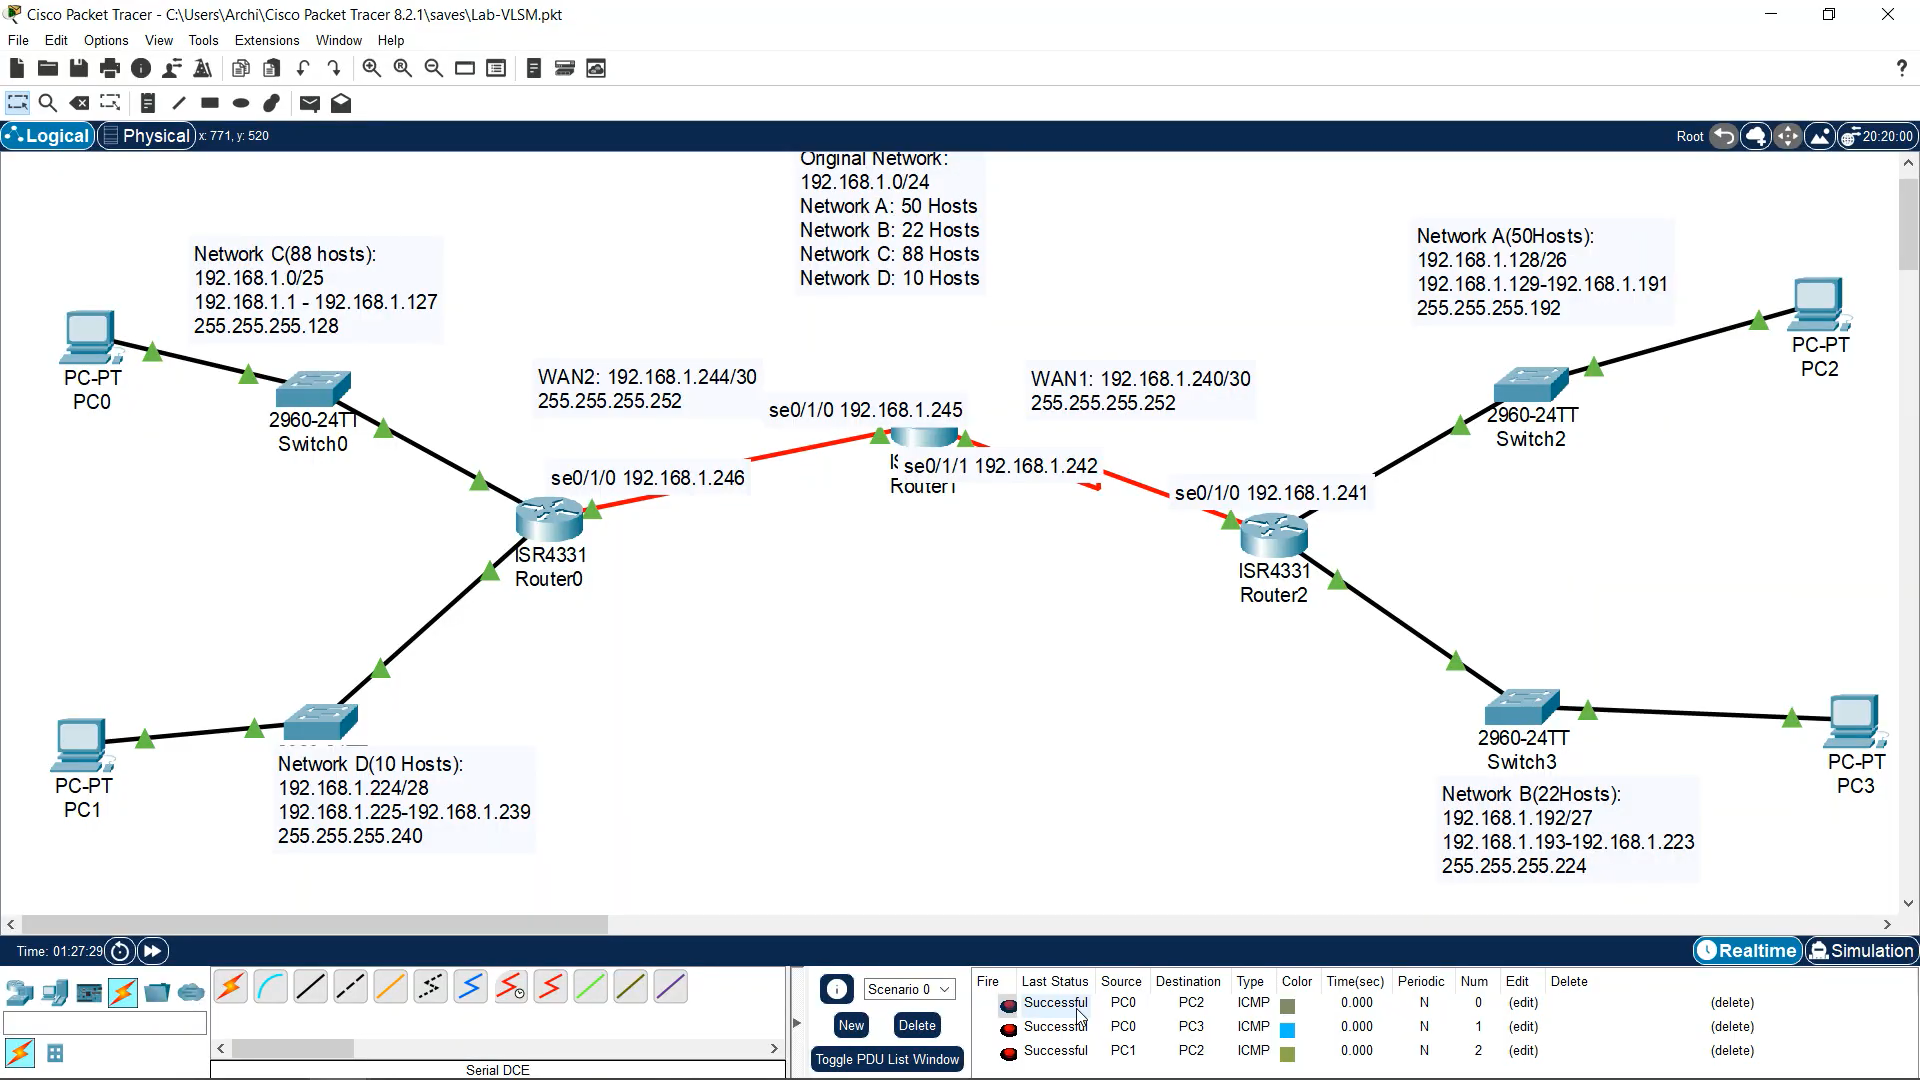 Cisco Packet Tracer - C:\Users\Archi\Cisco Packet Tracer 8.2.1\saves\Lab-VLSM.pkt
File Edit Options View Tools Extensions Window Help
?
Logical Physical x: 771, y: 520
Root 20:20:00
Original Network:
192.168.1.0/24
Network A: 50 Hosts
Network B: 22 Hosts
Network C: 88 Hosts
Network D: 10 Hosts
Network C(88 hosts):
192.168.1.0/25
192.168.1.1 - 192.168.1.127
255.255.255.128
Network A(50Hosts):
192.168.1.128/26
192.168.1.129-192.168.1.191
255.255.255.192
PC-PT
PC0
2960-24TT
Switch0
WAN2: 192.168.1.244/30
255.255.255.252
se0/1/0 192.168.1.245
WAN1: 192.168.1.240/30
255.255.255.252
PC-PT
PC2
2960-24TT
Switch2
se0/1/0 192.168.1.246
se0/1/1 192.168.1.242
Router1
se0/1/0 192.168.1.241
ISR4331
Router0
ISR4331
Router2
PC-PT
PC1
Network D(10 Hosts):
192.168.1.224/28
192.168.1.225-192.168.1.239
255.255.255.240
2960-24TT
Switch3
PC-PT
PC3
Network B(22Hosts):
192.168.1.192/27
192.168.1.193-192.168.1.223
255.255.255.224
Time: 01:27:29
Realtime Simulation
Serial DCE
Scenario 0
New Delete
Toggle PDU List Window
Fire Last Status Source Destination Type Color Time(sec) Periodic Num Edit Delete
Successful PC0 PC2 ICMP 0.000 N 0 (edit) (delete)
Successful PC0 PC3 ICMP 0.000 N 1 (edit) (delete)
Successful PC1 PC2 ICMP 0.000 N 2 (edit) (delete)